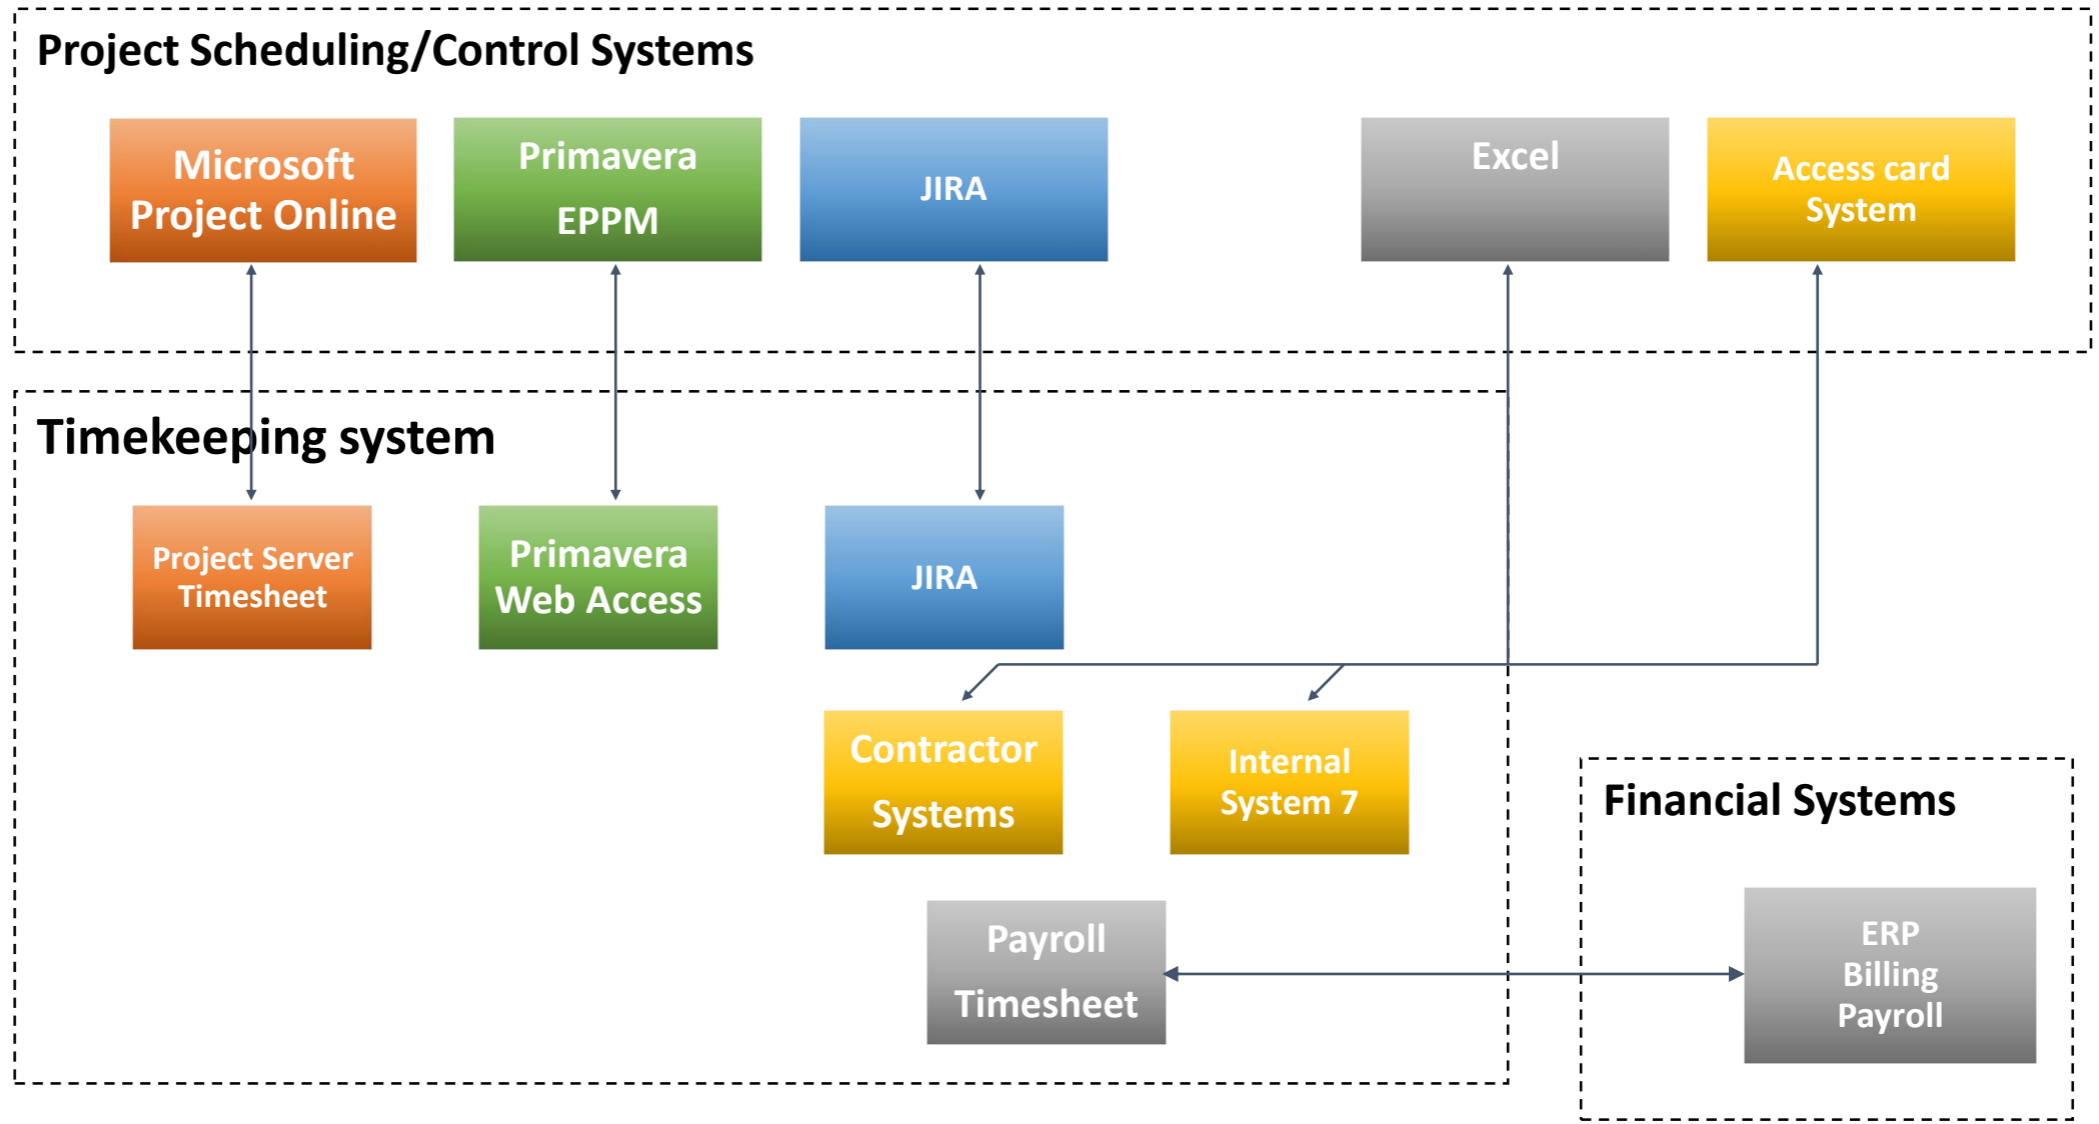 Project Scheduling/Control Systems
Microsoft
Project Online
Primavera
EPPM
JIRA
Excel
Access card
System
Timekeeping system
Project Server
Timesheet
Primavera
Web Access
JIRA
Contractor
Systems
Internal
System 7
Financial Systems
Payroll
Timesheet
ERP
Billing
Payroll